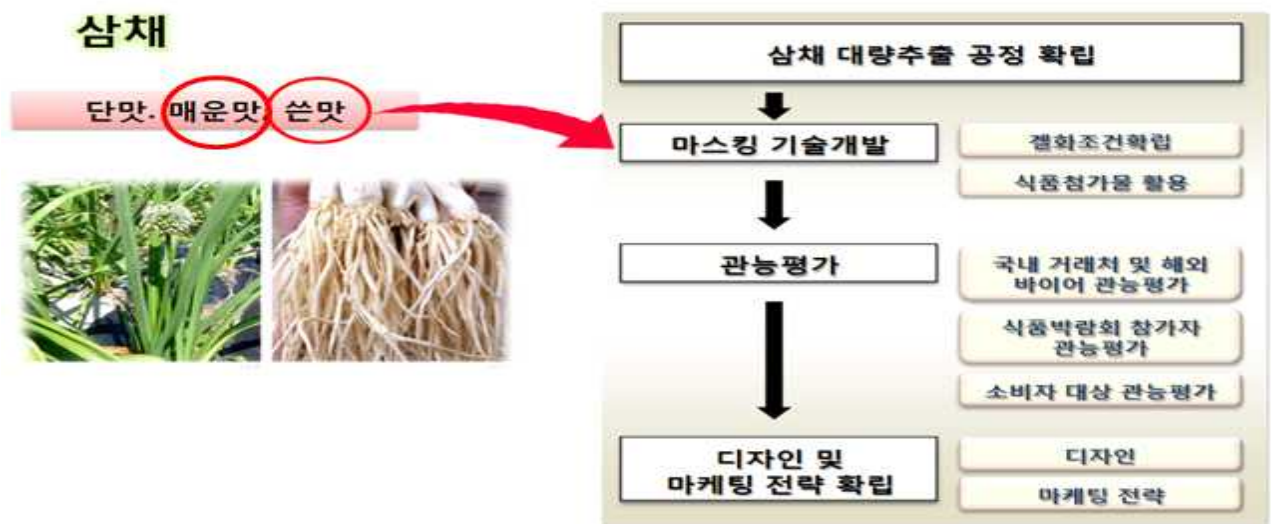 삼채
단맛. 매운맛, 쓴맛
삼채 대량추출 공정 확립
마스킹 기술개발
겔화조건확립
식품첨가물 활용
관능평가
국내 거래처 및 해외
바이어 관능평가
식품박람회 참가자
관능평가
소비자 대상 관능평가
디자인 및
마케팅 전략 확립
디자인
마케팅 전략